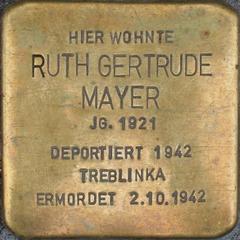 HIER WOHNTE
RUTH GERTRUDE
MAYER
JG. 1921
DEPORTIERT 1942
TREBLINKA
ERMORDET 2.10.1942